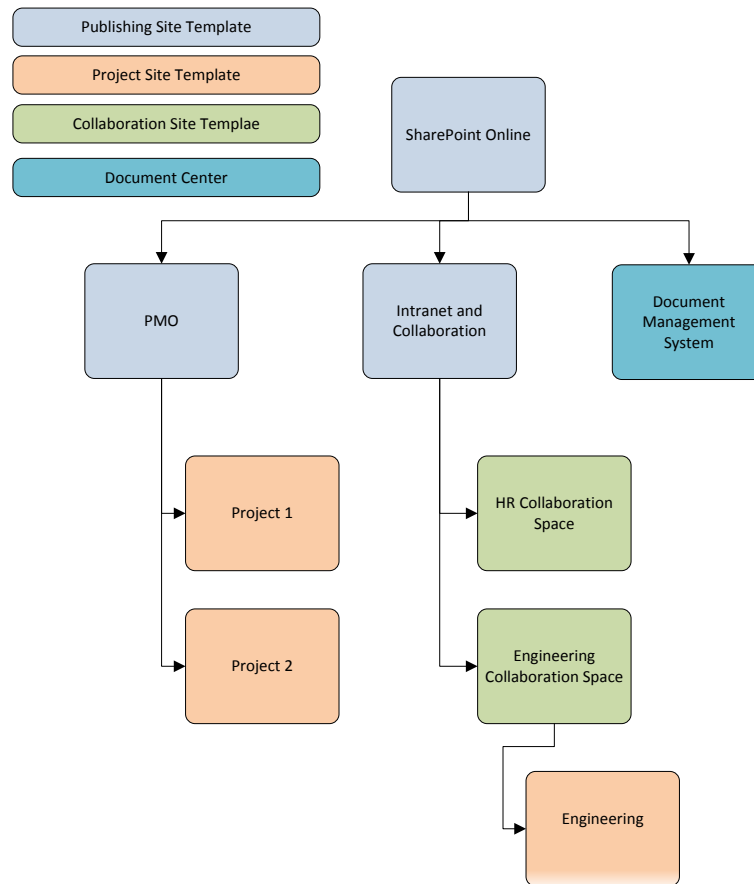 Publishing Site Template
Project Site Template
Collaboration Site Templae
Document Center
SharePoint Online
PMO
Intranet and
Collaboration
Document
Management
System
Project 1
HR Collaboration
Space
Project 2
Engineering
Collaboration Space
Engineering